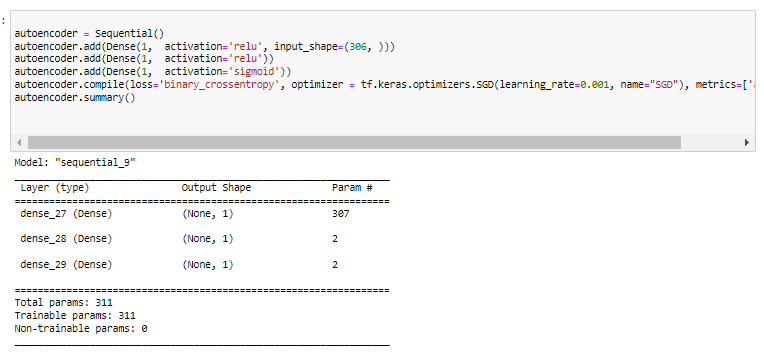 :
autoencoder = Sequential()
autoencoder.add(Dense(1,  activation='relu', input_shape=(306, )))
autoencoder.add(Dense(1,  activation='relu'))
autoencoder.add(Dense(1,  activation='sigmoid'))
autoencoder.compile(loss='binary_crossentropy', optimizer = tf.keras.optimizers.SGD(learning_rate=0.001, name="SGD"), metrics=['
autoencoder.summary()
Model: "sequential_9"
Layer (type) Output Shape Param #
dense_27 (Dense) (None, 1) 307
dense_28 (Dense) (None, 1) 2
dense_29 (Dense) (None, 1) 2
Total params: 311
Trainable params: 311
Non-trainable params: 0